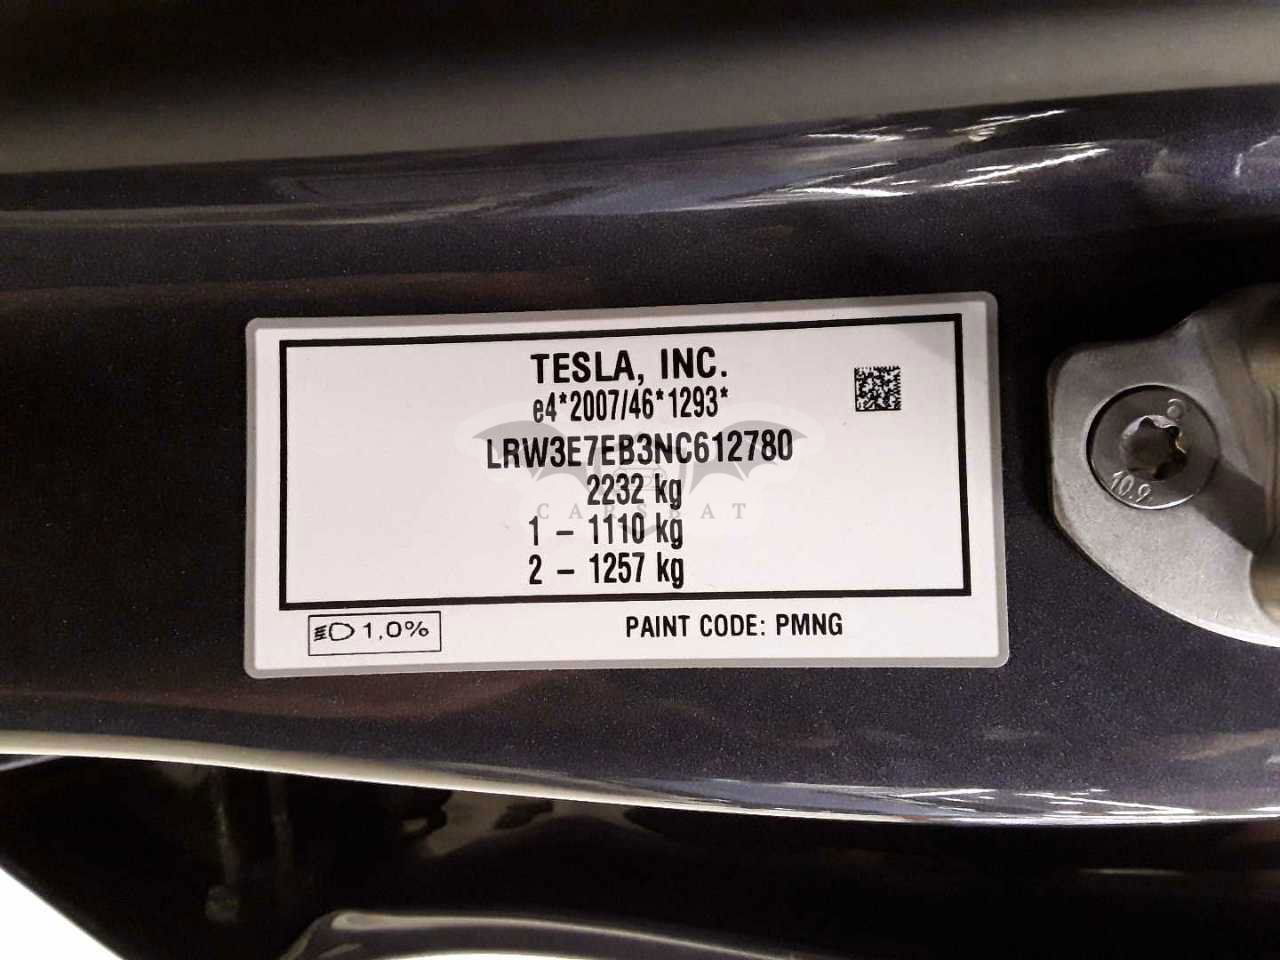 TESLA, INC.
e4*2007/46*1293*
LRW3E7EB3NC612780
2232 kg
1 – 1110 kg
2 – 1257 kg
1,0%
PAINT CODE: PMNG
CARSBAT
10.9